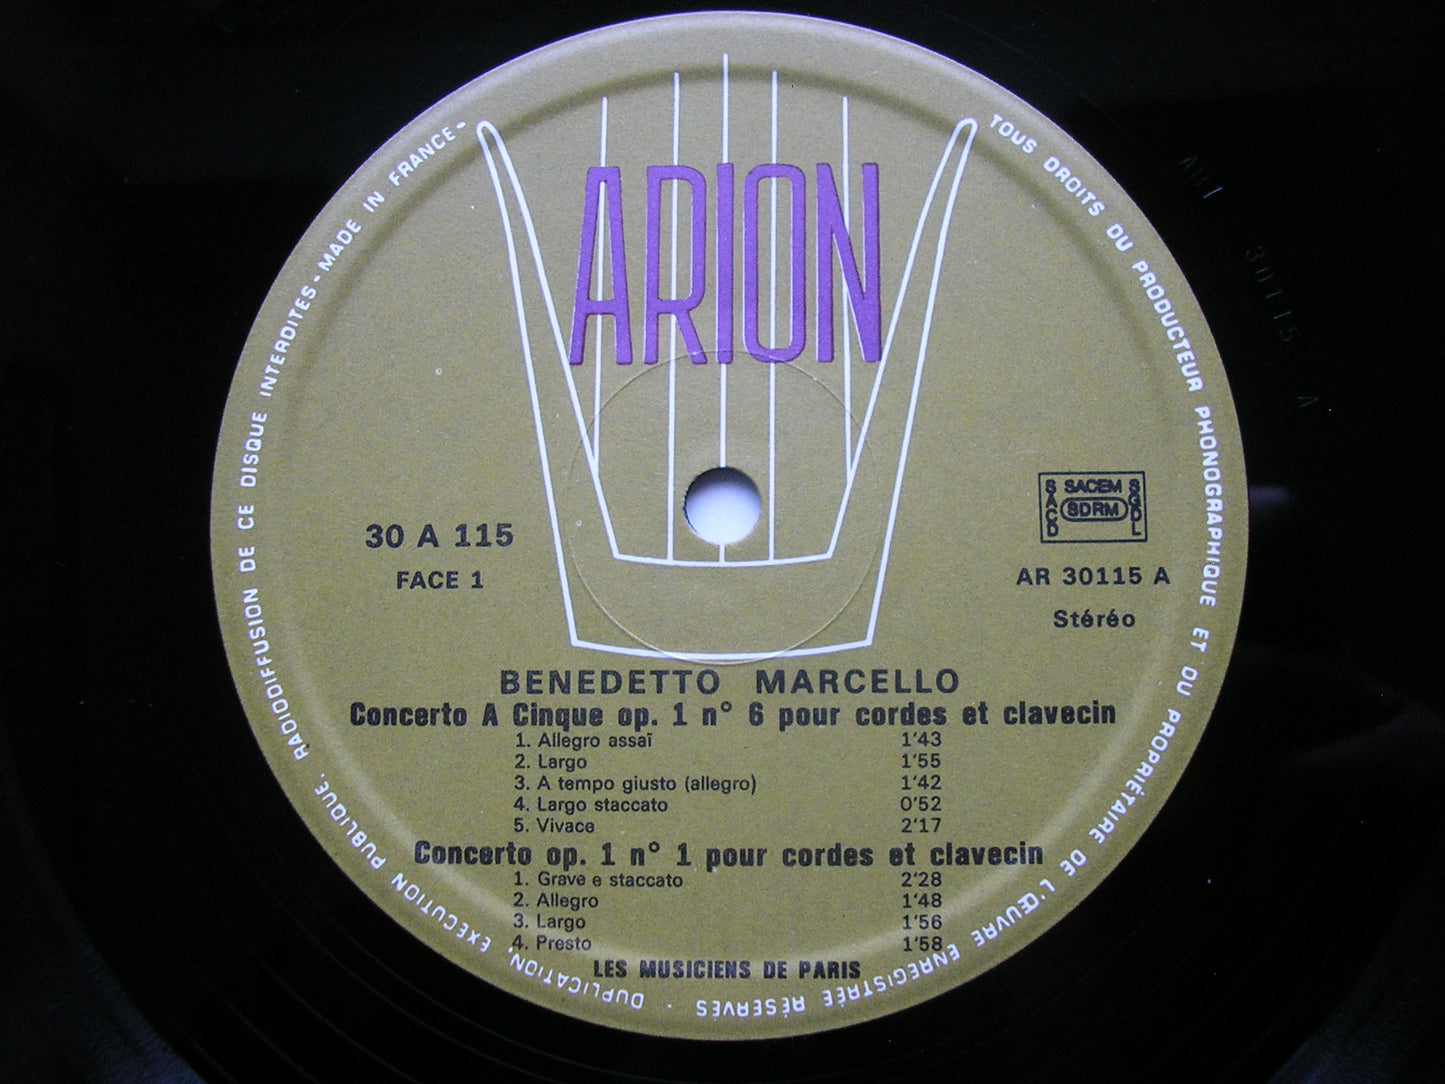 ARION
TOUS DROITS DU PRODUCTEUR PHONOGRAPHIQUE ET DU PROPRIÉTAIRE DE L'ŒUVRE ENREGISTRÉE RÉSERVÉS · DUPLICATION, EXÉCUTION PUBLIQUE, RADIODIFFUSION DE CE DISQUE INTERDITES - MADE IN FRANCE -
30 A 115
FACE 1
SACD SACEM SGDL
SDRM
AR 30115 A
Stéréo
BENEDETTO MARCELLO
Concerto A Cinque op. 1 n° 6 pour cordes et clavecin
1. Allegro assaï 1'43
2. Largo 1'55
3. A tempo giusto (allegro) 1'42
4. Largo staccato 0'52
5. Vivace 2'17
Concerto op. 1 n° 1 pour cordes et clavecin
1. Grave e staccato 2'28
2. Allegro 1'48
3. Largo 1'56
4. Presto 1'58
LES MUSICIENS DE PARIS
30115 A